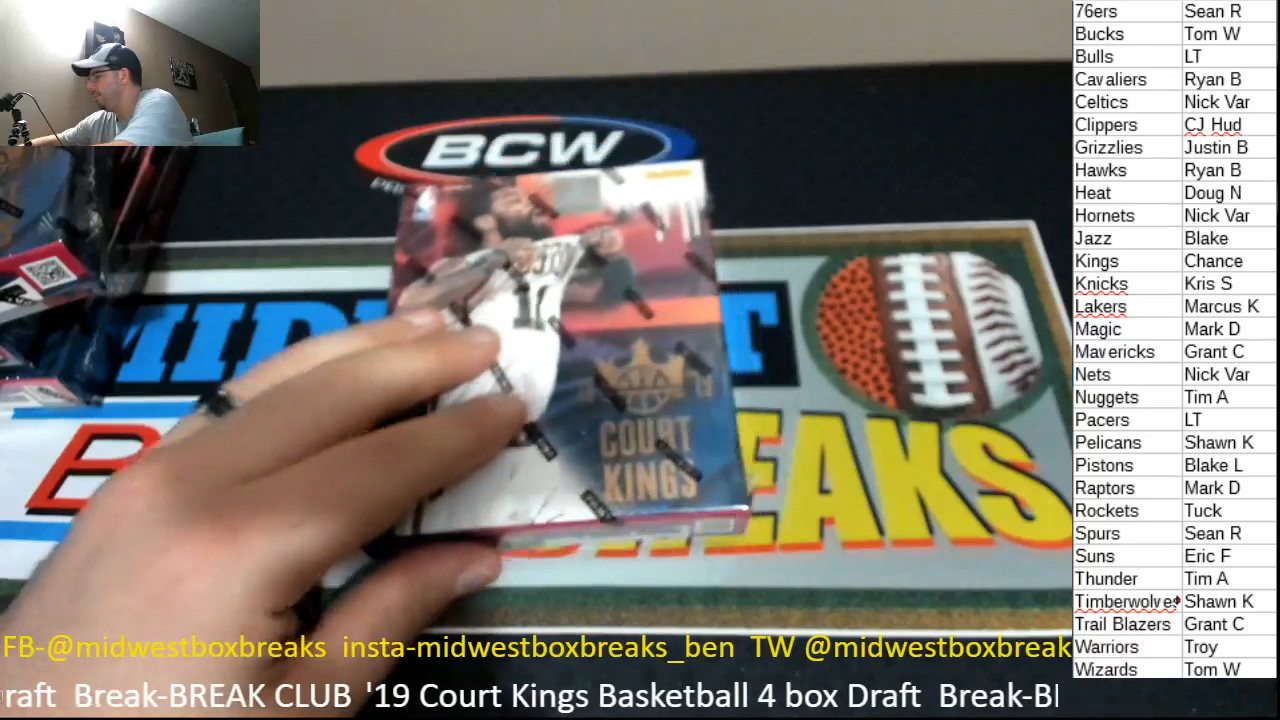 76ers Sean R
Bucks Tom W
Bulls LT
Cavaliers Ryan B
Celtics Nick Var
Clippers CJ Hud
Grizzlies Justin B
Hawks Ryan B
Heat Doug N
Hornets Nick Var
Jazz Blake
Kings Chance
Knicks Kris S
Lakers Marcus K
Magic Mark D
Mavericks Grant C
Nets Nick Var
Nuggets Tim A
Pacers LT
Pelicans Shawn K
Pistons Blake L
Raptors Mark D
Rockets Tuck
Spurs Sean R
Suns Eric F
Thunder Tim A
Timberwolves Shawn K
Trail Blazers Grant C
Warriors Troy
Wizards Tom W
BCW
MID T
B REAKS
COURT
KINGS
FB-@midwestboxbreaks insta-midwestboxbreaks_ben TW @midwestboxbreak
raft Break-BREAK CLUB '19 Court Kings Basketball 4 box Draft Break-B